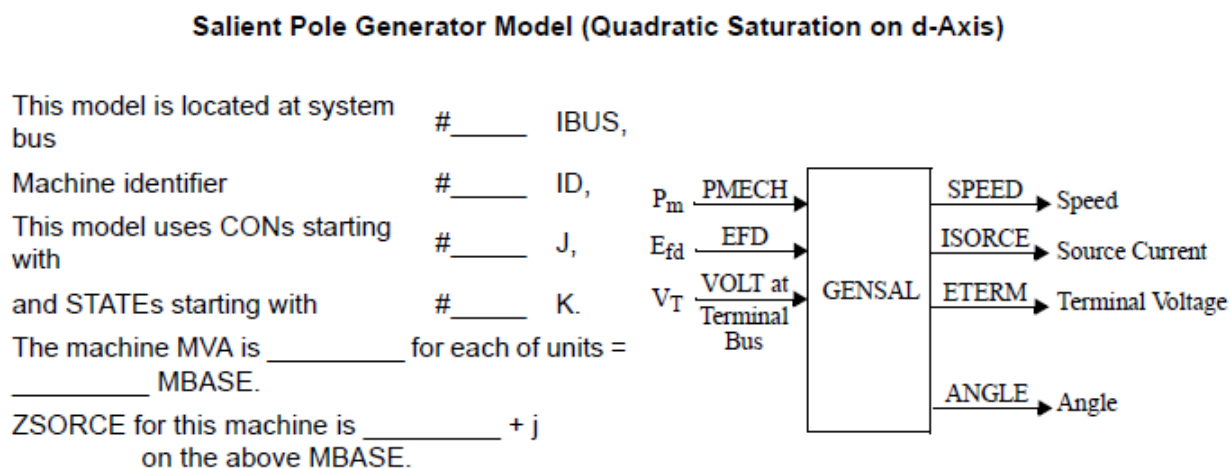 Salient Pole Generator Model (Quadratic Saturation on d-Axis)
This model is located at system
bus
#_____ IBUS,
Machine identifier #_____ ID,
This model uses CONs starting
with
#_____ J,
and STATEs starting with #_____ K.
The machine MVA is _________ for each of units =
_________ MBASE.
ZSORCE for this machine is _________ + j
on the above MBASE.
Pm PMECH
Efd EFD
VT VOLT at
Terminal
Bus
GENSAL
SPEED Speed
ISORCE Source Current
ETERM Terminal Voltage
ANGLE Angle